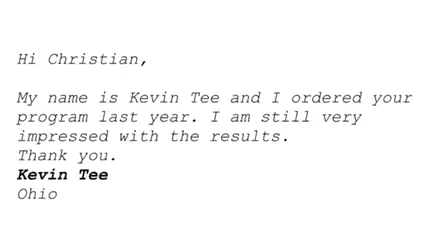 Hi Christian,
My name is Kevin Tee and I ordered your
program last year. I am still very
impressed with the results.
Thank you.
Kevin Tee
Ohio